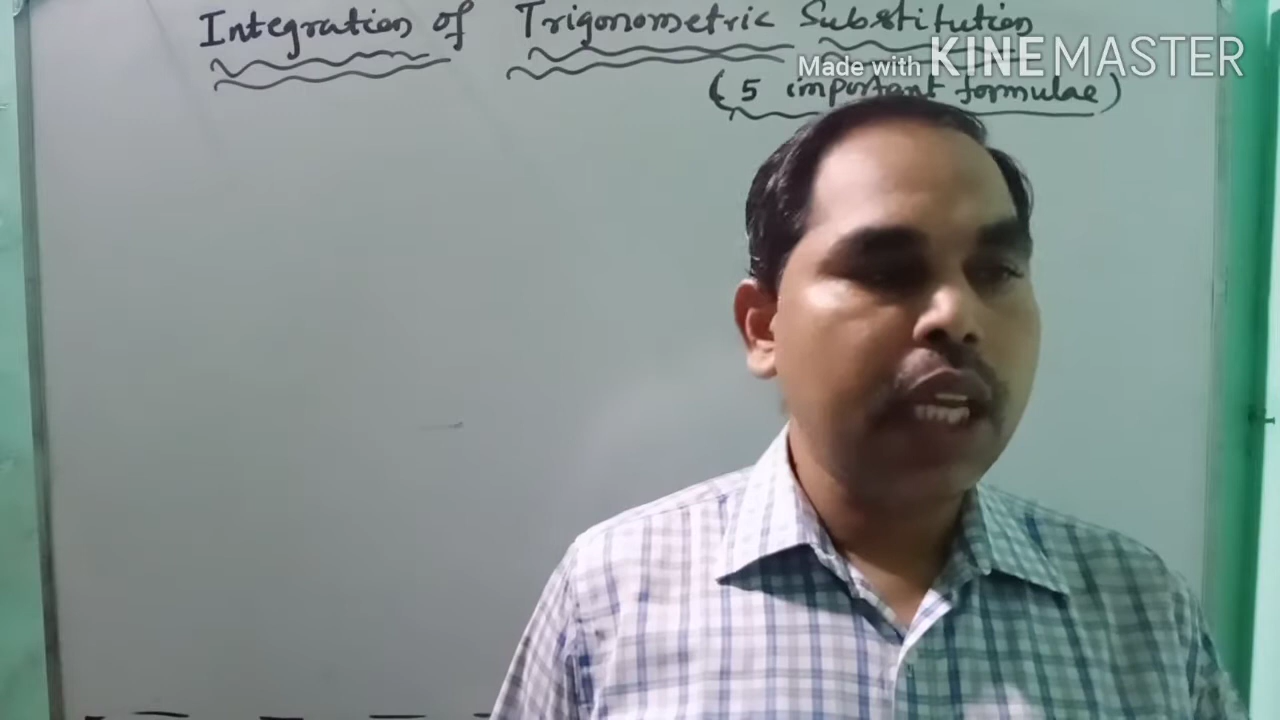 Integration of Trigonometric Substitution
Made with KINEMASTER
(5 important formulae)